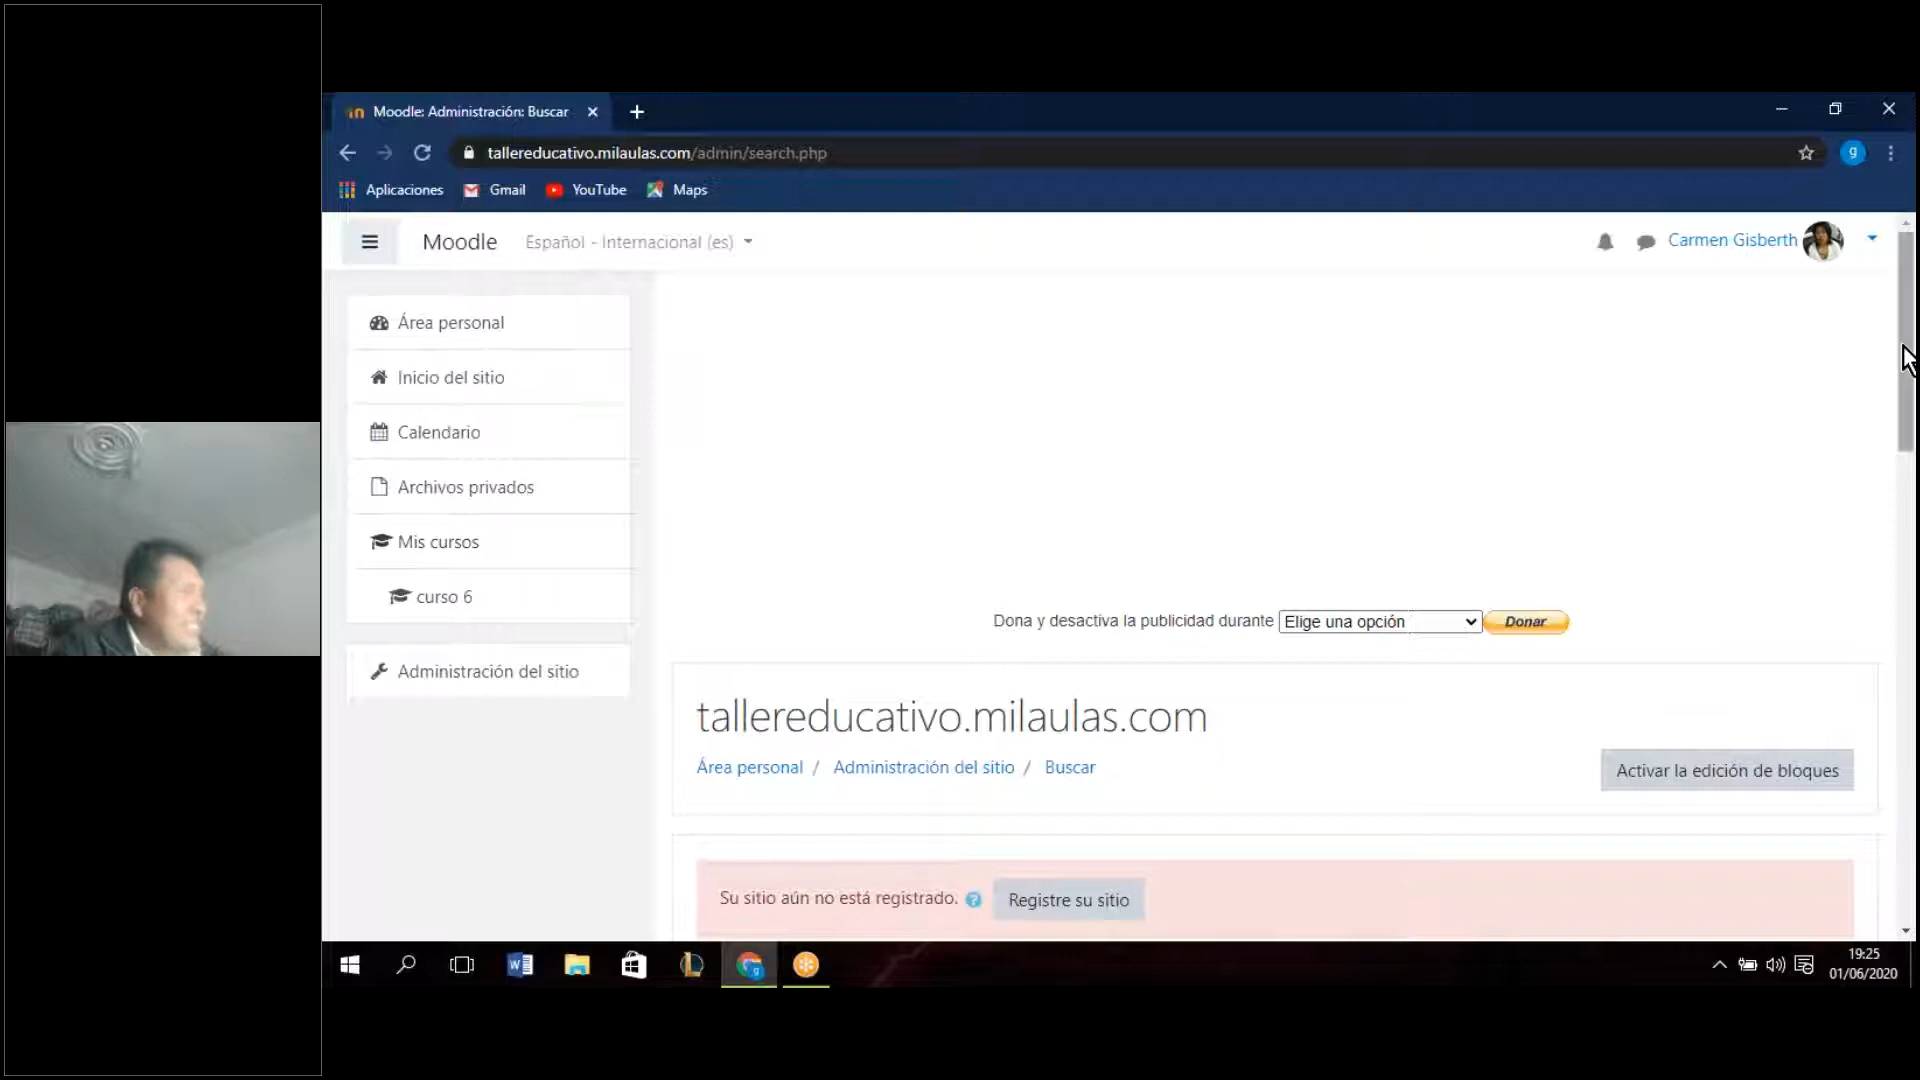 Moodle: Administración: Buscar
tallereducativo.milaulas.com/admin/search.php
g
Aplicaciones Gmail YouTube Maps
Moodle Español - Internacional (es) Carmen Gisberth
Área personal
Inicio del sitio
Calendario
Archivos privados
Mis cursos
curso 6
Administración del sitio
Dona y desactiva la publicidad durante Elige una opción Donar
tallereducativo.milaulas.com
Área personal / Administración del sitio / Buscar
Activar la edición de bloques
Su sitio aún no está registrado. ? Registre su sitio
19:25
01/06/2020